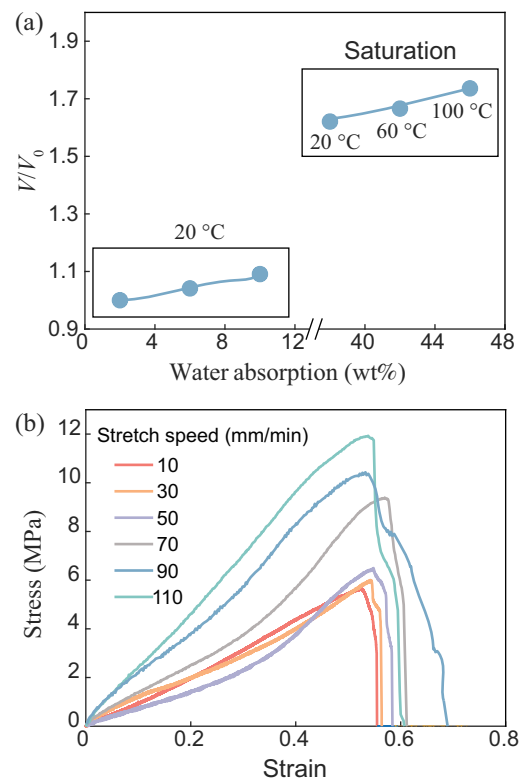 (a)
1.9
1.7
1.5
1.3
1.1
0.9
V/V0
Saturation
20 °C
60 °C
100 °C
20 °C
0
4
8
12
40
44
48
Water absorption (wt%)
(b)
12
10
8
6
4
2
0
Stress (MPa)
Stretch speed (mm/min)
10
30
50
70
90
110
0
0.2
0.4
0.6
0.8
Strain